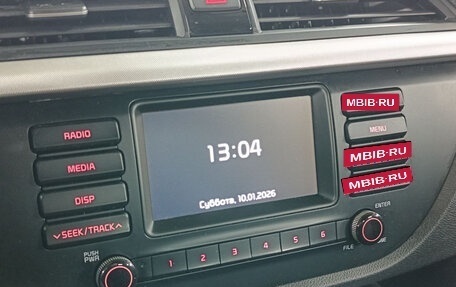 MBIB-RU
RADIO
MENU
13:04
MEDIA
MBIB-RU
DISP
MBIB-RU
Суббота, 10.01.2026
SEEK/TRACK
ENTER
PUSH
PWR
1 2 3 4 5 6
FILE